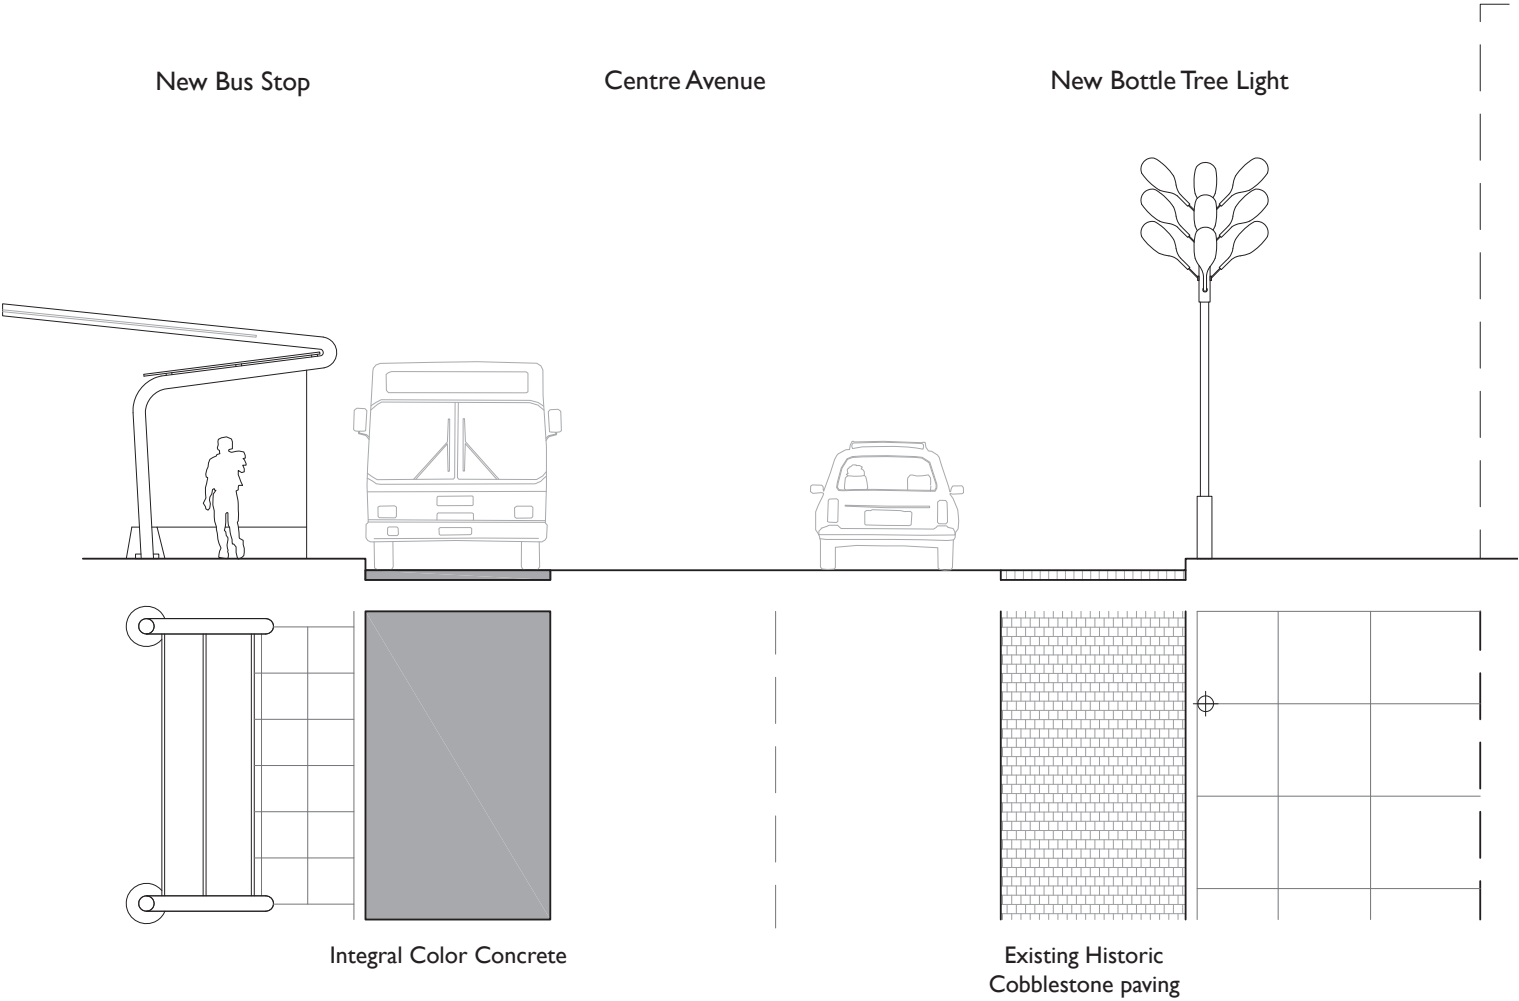 New Bus Stop
Centre Avenue
New Bottle Tree Light
Integral Color Concrete
Existing Historic
Cobblestone paving